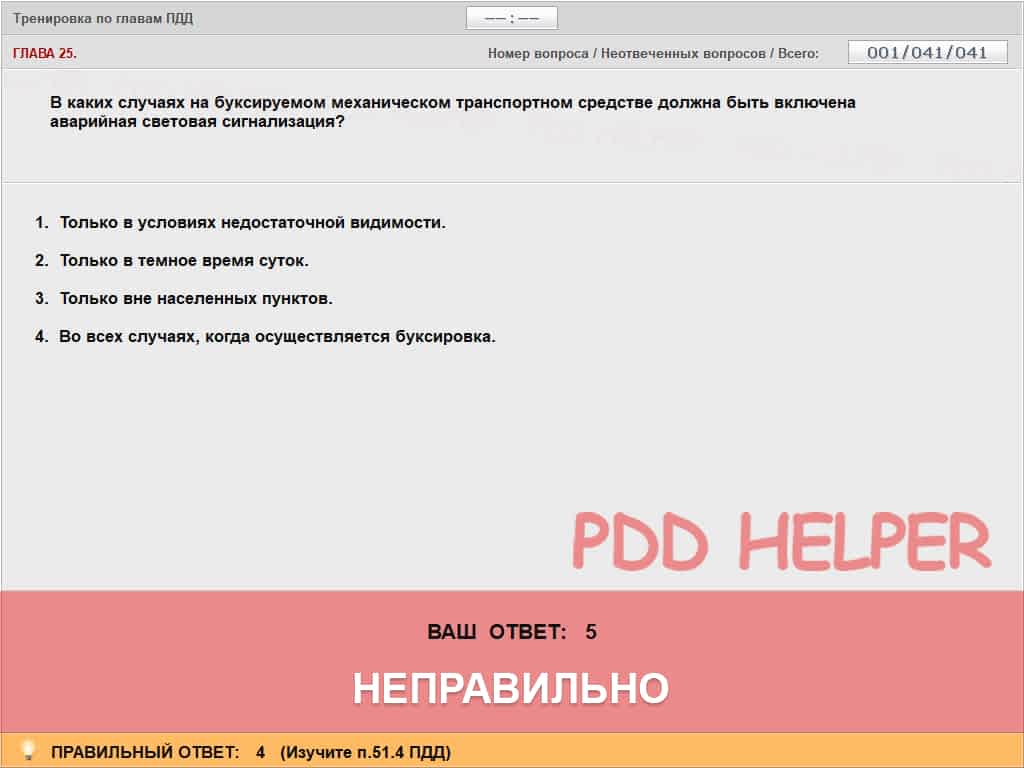 Тренировка по главам ПДД
–– : ––
ГЛАВА 25.
Номер вопроса / Неотвеченных вопросов / Всего:
001/041/041
В каких случаях на буксируемом механическом транспортном средстве должна быть включена
аварийная световая сигнализация?
1. Только в условиях недостаточной видимости.
2. Только в темное время суток.
3. Только вне населенных пунктов.
4. Во всех случаях, когда осуществляется буксировка.
PDD HELPER
ВАШ ОТВЕТ: 5
НЕПРАВИЛЬНО
ПРАВИЛЬНЫЙ ОТВЕТ: 4 (Изучите п.51.4 ПДД)